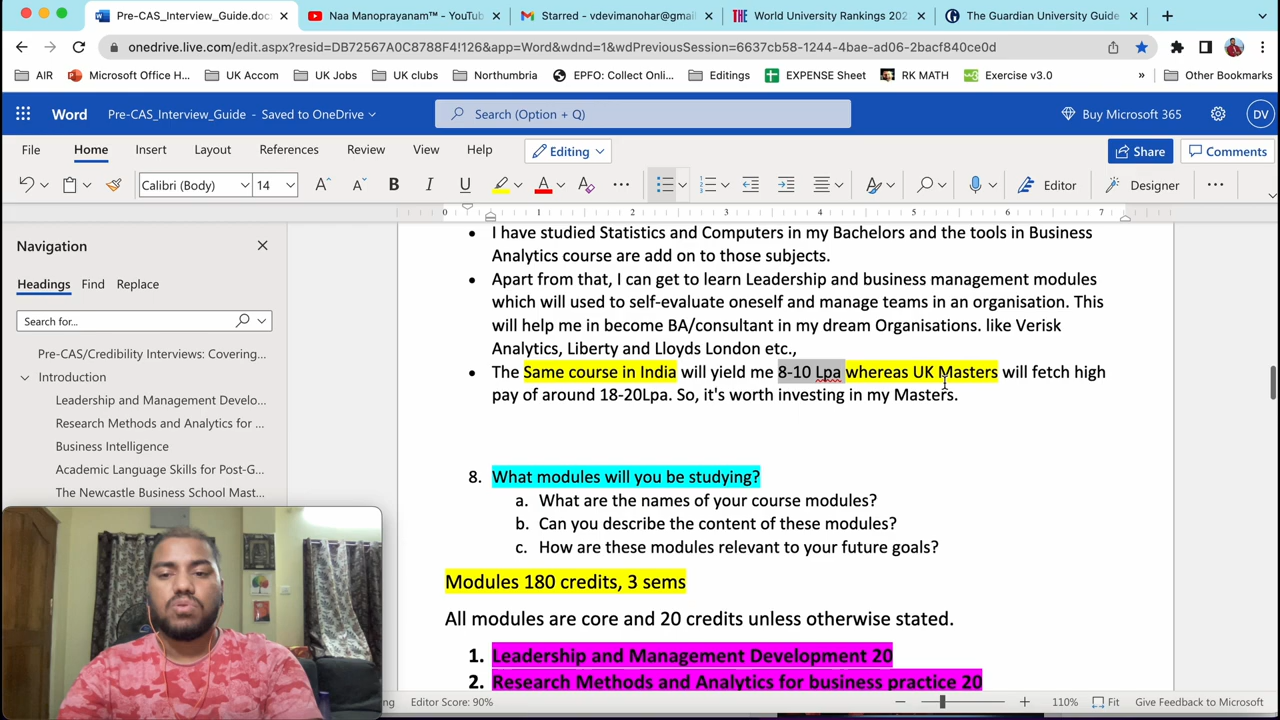 Pre-CAS_Interview_Guide.docx
Naa Manoprayanam™ - YouTub
Starred - vdevimanohar@gmail
World University Rankings 202
The Guardian University Guide
onedrive.live.com/edit.aspx?resid=DB72567A0C8788F4!126&app=Word&wdnd=1&wdPreviousSession=6637cb58-1244-4bae-ad06-2bacf840ce0d
AIR
Microsoft Office H...
UK Accom
UK Jobs
UK clubs
Northumbria
EPFO: Collect Onli...
Editings
EXPENSE Sheet
RK MATH
Exercise v3.0
»
Other Bookmarks
Word
Pre-CAS_Interview_Guide - Saved to OneDrive
Search (Option + Q)
Buy Microsoft 365
DV
File
Home
Insert
Layout
References
Review
View
Help
Editing
Share
Comments
Calibri (Body)
14
Editor
Designer
0 1 2 3 4 5 6 7
Navigation
Headings
Find
Replace
Search for...
Pre-CAS/Credibility Interviews: Covering...
Introduction
Leadership and Management Develo...
Research Methods and Analytics for ...
Business Intelligence
Academic Language Skills for Post-G...
The Newcastle Business School Mast...
• I have studied Statistics and Computers in my Bachelors and the tools in Business
Analytics course are add on to those subjects.
• Apart from that, I can get to learn Leadership and business management modules
which will used to self-evaluate oneself and manage teams in an organisation. This
will help me in become BA/consultant in my dream Organisations. like Verisk
Analytics, Liberty and Lloyds London etc.,
• The Same course in India will yield me 8-10 Lpa whereas UK Masters will fetch high
pay of around 18-20Lpa. So, it's worth investing in my Masters.
8. What modules will you be studying?
a. What are the names of your course modules?
b. Can you describe the content of these modules?
c. How are these modules relevant to your future goals?
Modules 180 credits, 3 sems
All modules are core and 20 credits unless otherwise stated.
1. Leadership and Management Development 20
2. Research Methods and Analytics for business practice 20
Editor Score: 90%
110%
Fit
Give Feedback to Microsoft